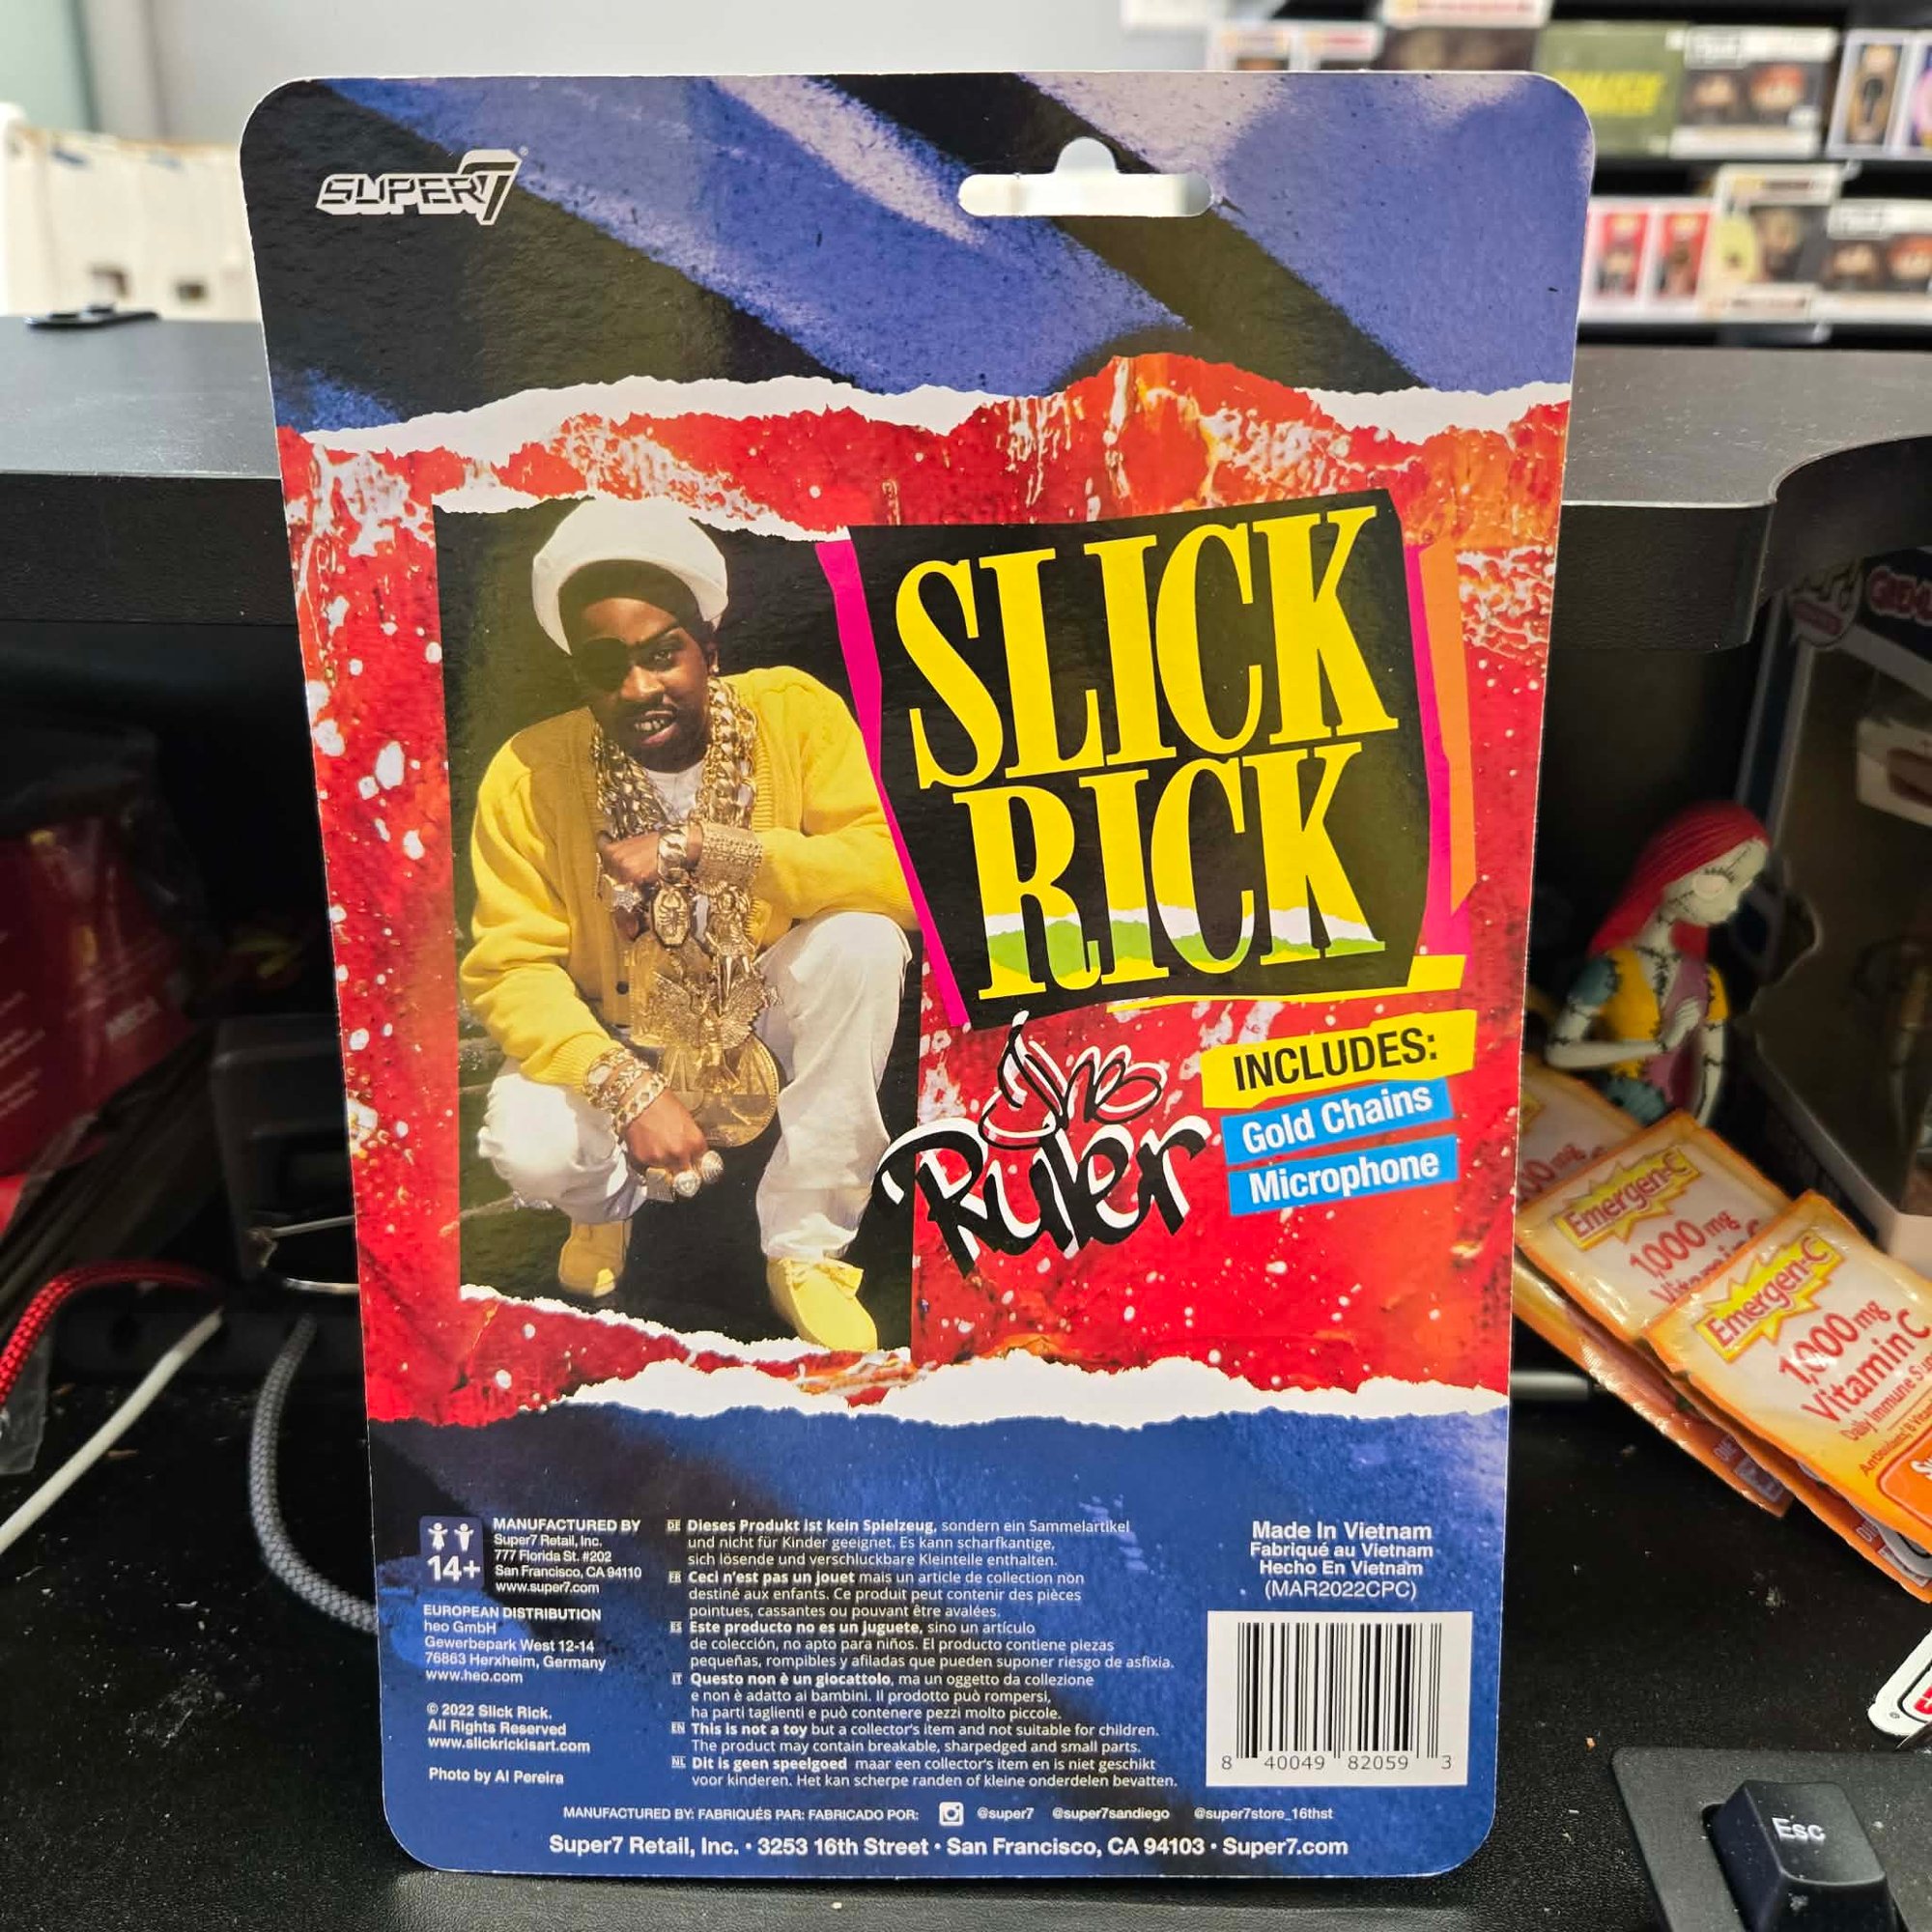 SUPER7
SLICK
RICK
The
Ruler
INCLUDES:
Gold Chains
Microphone
14+
MANUFACTURED BY
Super7 Retail, Inc.
777 Florida St. #202
San Francisco, CA 94110
www.super7.com
EUROPEAN DISTRIBUTION
heo GmbH
Gewerbepark West 12-14
76863 Herxheim, Germany
www.heo.com
© 2022 Slick Rick.
All Rights Reserved
www.slickrickisart.com
Photo by Al Pereira
DE Dieses Produkt ist kein Spielzeug, sondern ein Sammelartikel
und nicht für Kinder geeignet. Es kann scharfkantige,
sich lösende und verschluckbare Kleinteile enthalten.
FR Ceci n'est pas un jouet mais un article de collection non
destiné aux enfants. Ce produit peut contenir des pièces
pointues, cassantes ou pouvant être avalées.
ES Este producto no es un juguete, sino un artículo
de colección, no apto para niños. El producto contiene piezas
pequeñas, rompibles y afiladas que pueden suponer riesgo de asfixia.
IT Questo non è un giocattolo, ma un oggetto da collezione
e non è adatto ai bambini. Il prodotto può rompersi,
ha parti taglienti e può contenere pezzi molto piccole.
EN This is not a toy but a collector's item and not suitable for children.
The product may contain breakable, sharpedged and small parts.
NL Dit is geen speelgoed maar een collector's item en is niet geschikt
voor kinderen. Het kan scherpe randen of kleine onderdelen bevatten.
Made In Vietnam
Fabriqué au Vietnam
Hecho En Vietnam
(MAR2022CPC)
8 40049 82059 3
MANUFACTURED BY: FABRIQUÉS PAR: FABRICADO POR: @super7 @super7sandiego @super7store_16thst
Super7 Retail, Inc. • 3253 16th Street • San Francisco, CA 94103 • Super7.com
Emergen-C
1,000 mg
Emergen-C
1,000 mg
Vitamin C
Daily Immune
Esc